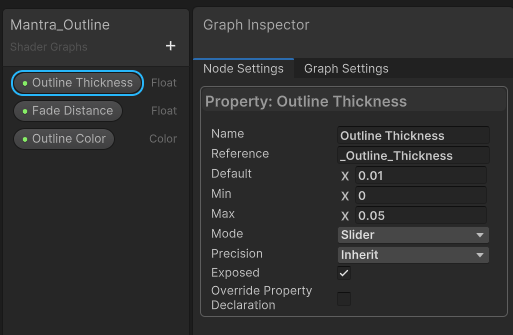 Mantra_Outline
Shader Graphs
+
Outline Thickness Float
Fade Distance Float
Outline Color Color
Graph Inspector
Node Settings Graph Settings
Property: Outline Thickness
Name Outline Thickness
Reference _Outline_Thickness
Default X 0.01
Min X 0
Max X 0.05
Mode Slider
Precision Inherit
Exposed
Override Property
Declaration